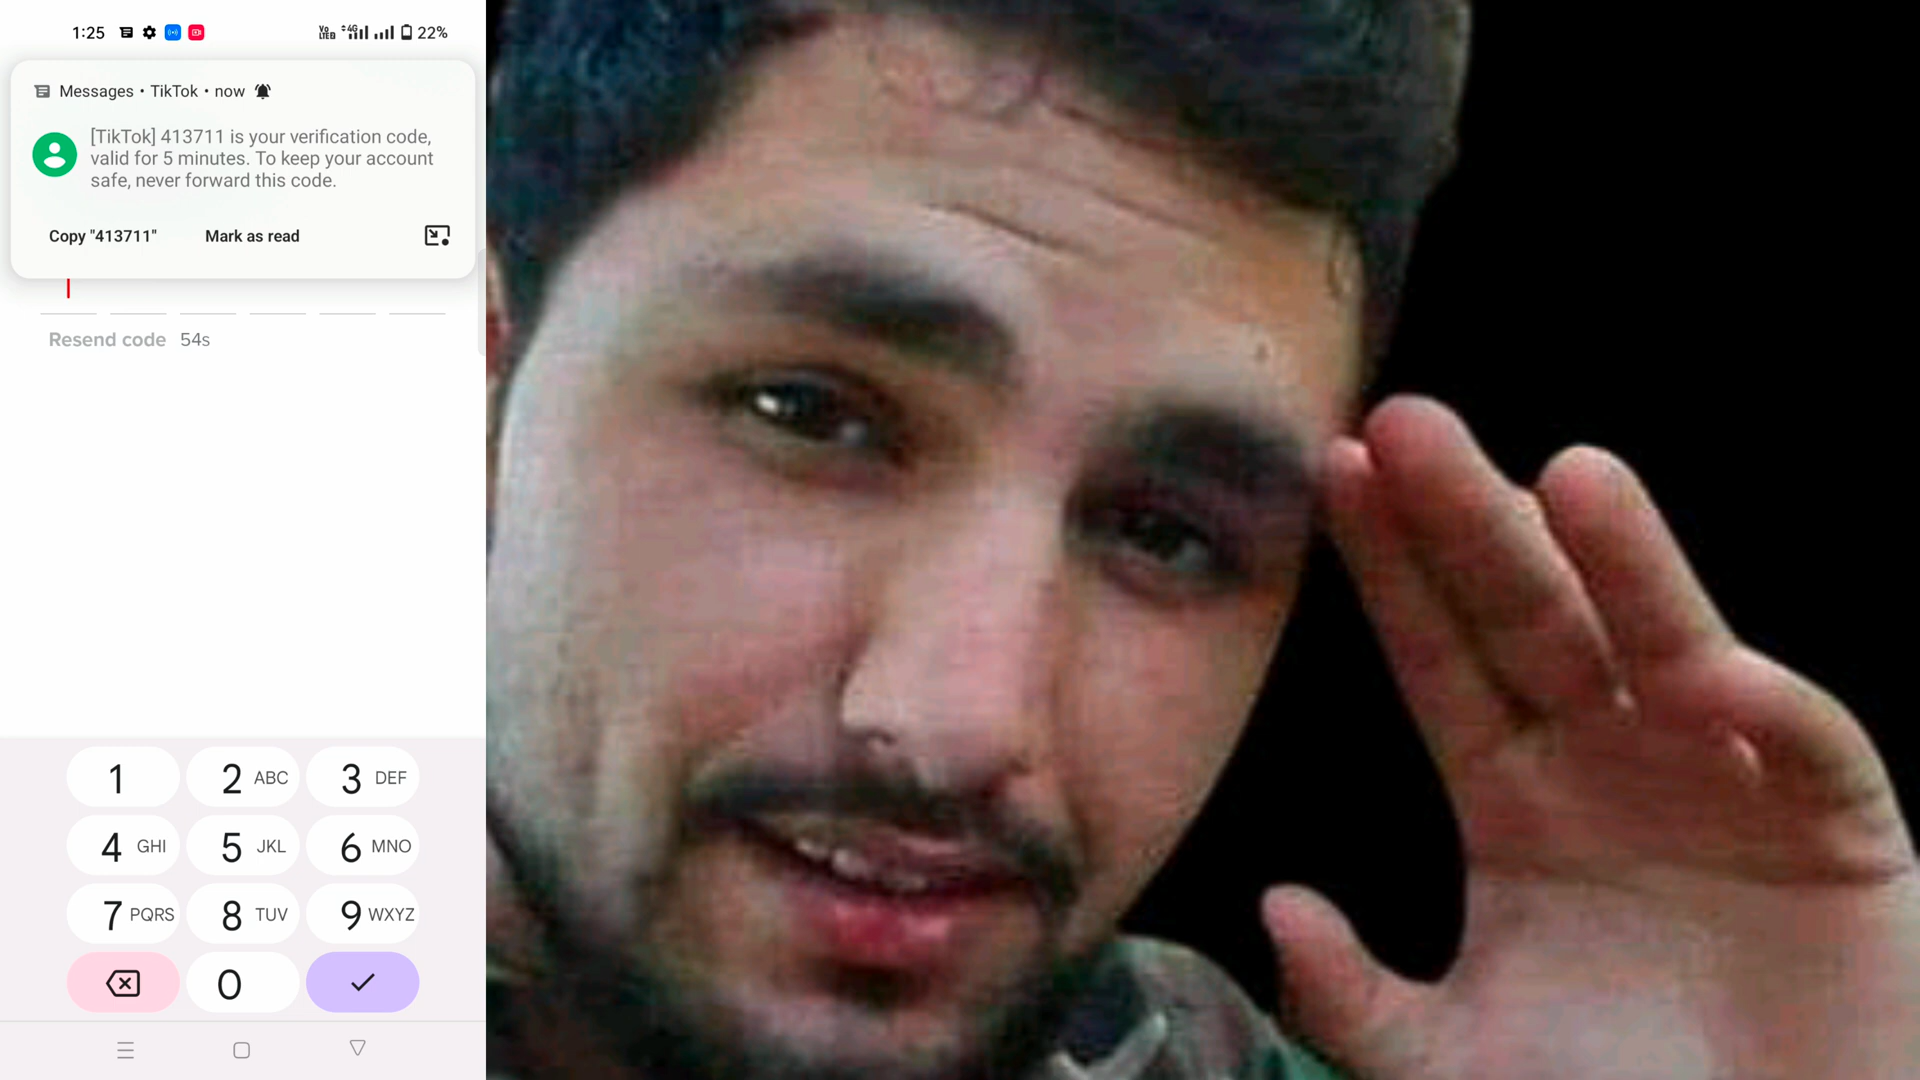 1:25 22%
Messages • TikTok • now
[TikTok] 413711 is your verification code,
valid for 5 minutes. To keep your account
safe, never forward this code.
Copy "413711" Mark as read
Resend code 54s
1 2 ABC 3 DEF
4 GHI 5 JKL 6 MNO
7 PQRS 8 TUV 9 WXYZ
0